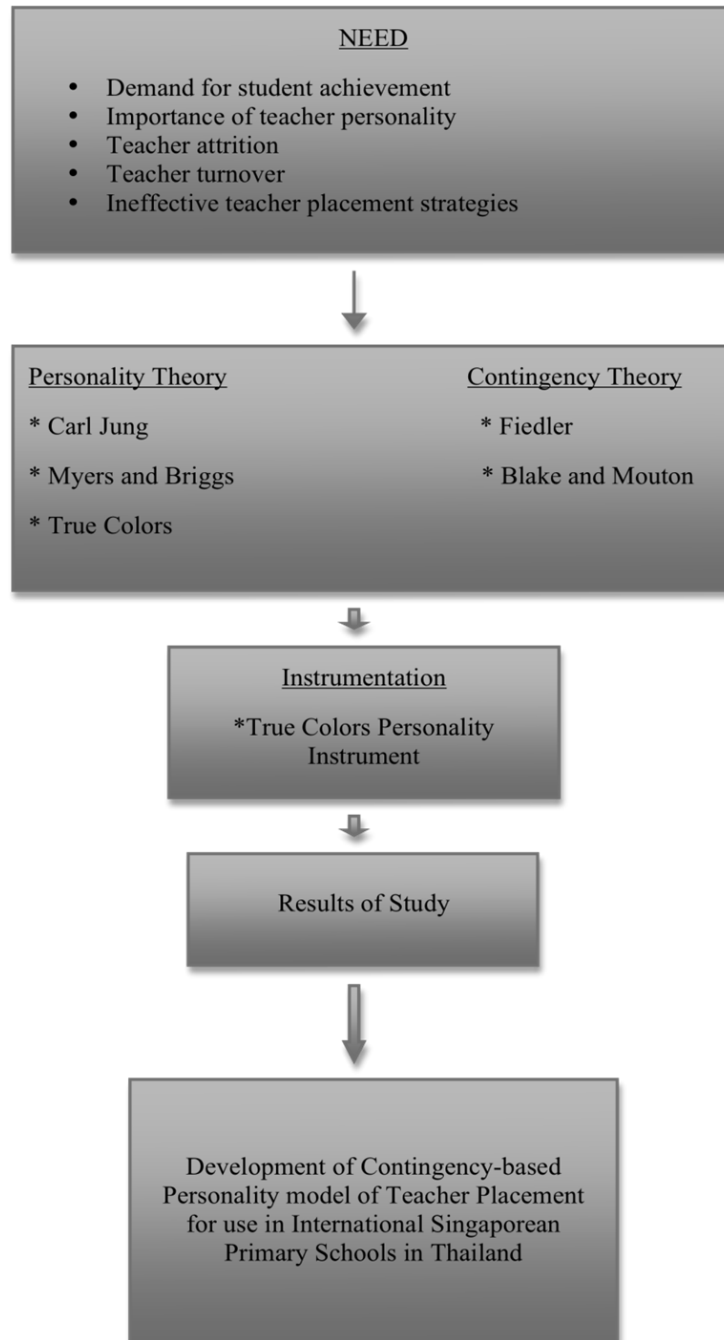 NEED
• Demand for student achievement
• Importance of teacher personality
• Teacher attrition
• Teacher turnover
• Ineffective teacher placement strategies
Personality Theory
* Carl Jung
* Myers and Briggs
* True Colors
Contingency Theory
* Fiedler
* Blake and Mouton
Instrumentation
*True Colors Personality
Instrument
Results of Study
Development of Contingency-based
Personality model of Teacher Placement
for use in International Singaporean
Primary Schools in Thailand